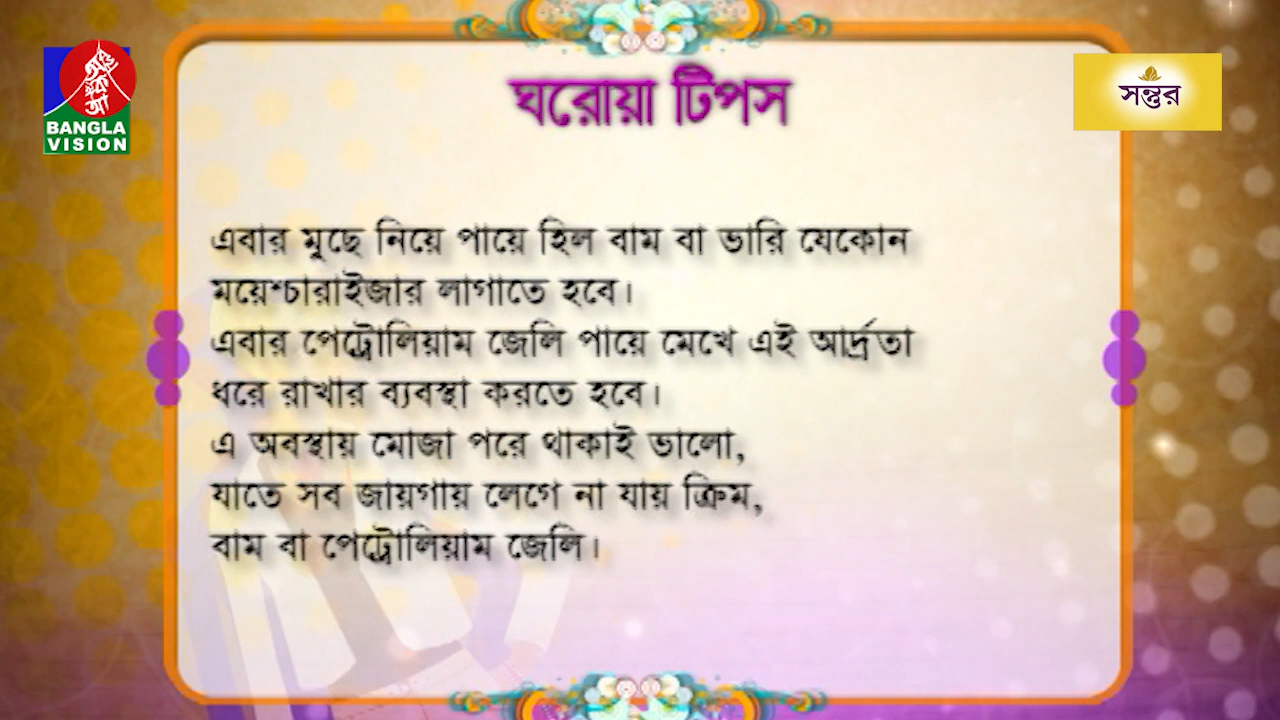 ঘরোয়া টিপস
সন্তুর
BANGLA
VISION
এবার মুছে নিয়ে পায়ে হিল বাম বা ভারি যেকোন
ময়েশ্চারাইজার লাগাতে হবে।
এবার পেট্রোলিয়াম জেলি পায়ে মেখে এই আর্দ্রতা
ধরে রাখার ব্যবস্থা করতে হবে।
এ অবস্থায় মোজা পরে থাকাই ভালো,
যাতে সব জায়গায় লেগে না যায় ক্রিম,
বাম বা পেট্রোলিয়াম জেলি।